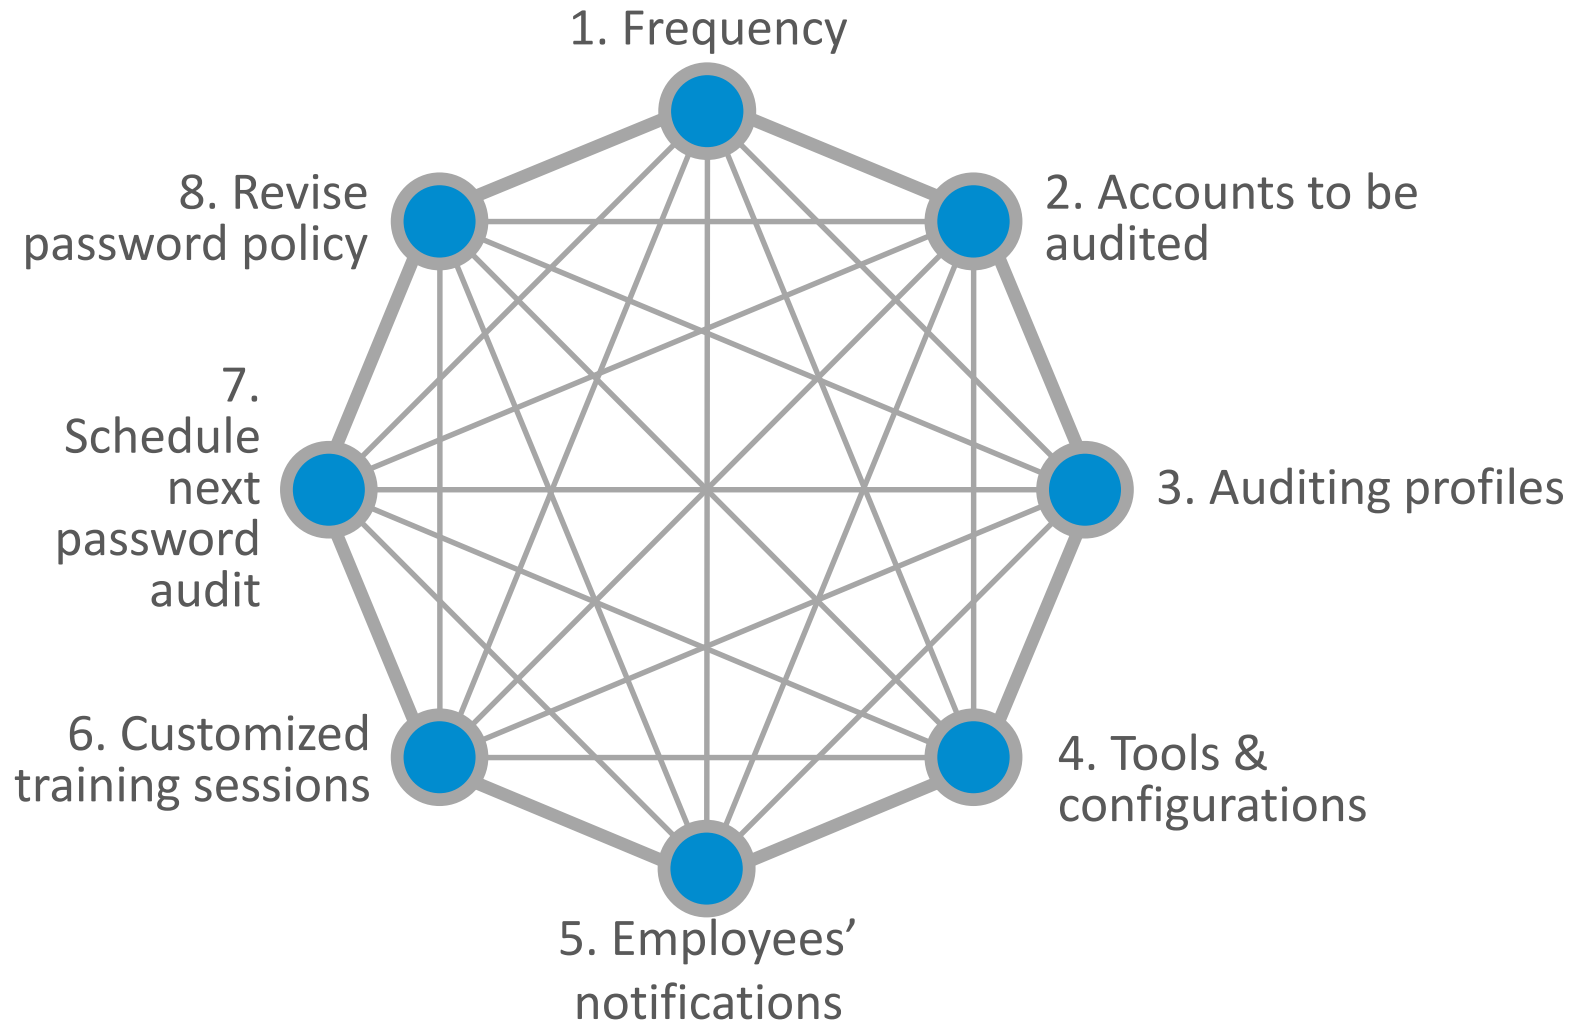 1. Frequency
2. Accounts to be
audited
3. Auditing profiles
4. Tools &
configurations
5. Employees’
notifications
6. Customized
training sessions
7.
Schedule
next
password
audit
8. Revise
password policy